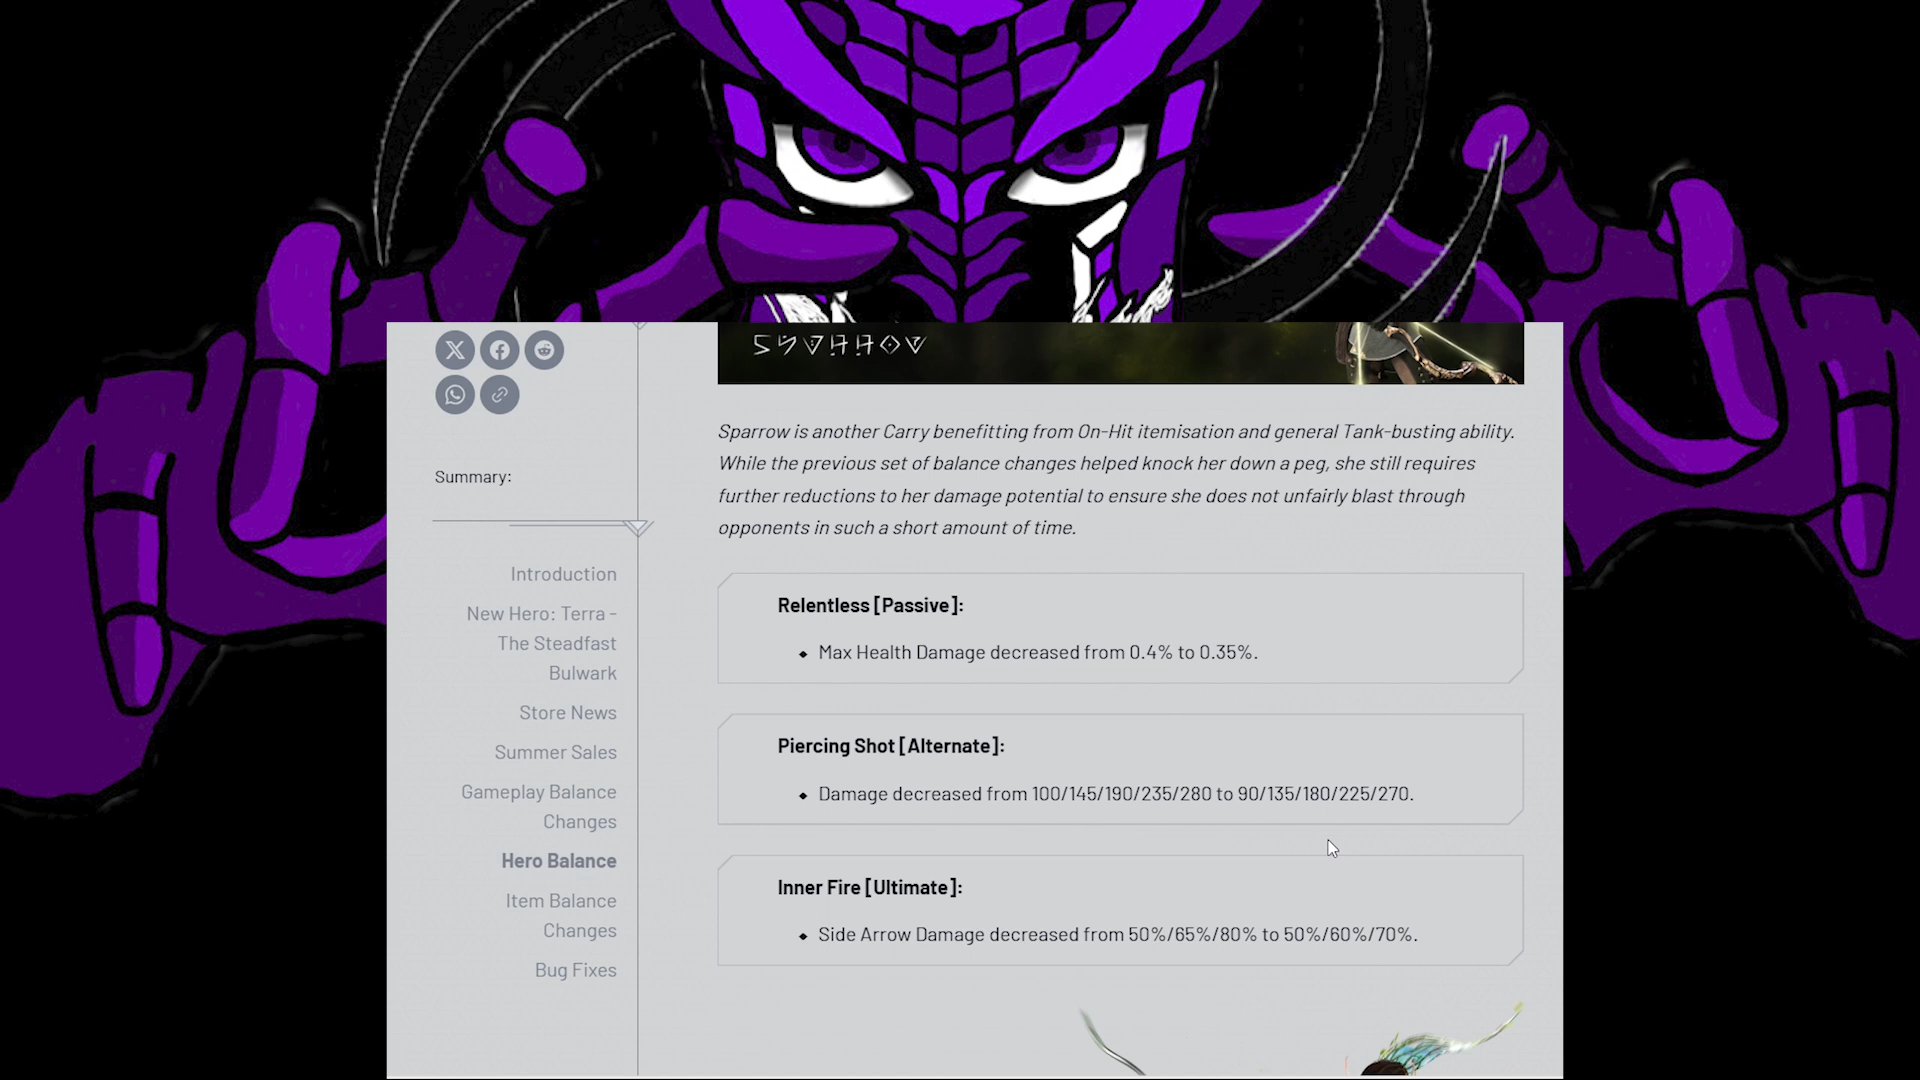 Summary:
Introduction
New Hero: Terra -
The Steadfast
Bulwark
Store News
Summer Sales
Gameplay Balance
Changes
Hero Balance
Item Balance
Changes
Bug Fixes
Sparrow is another Carry benefitting from On-Hit itemisation and general Tank-busting ability.
While the previous set of balance changes helped knock her down a peg, she still requires
further reductions to her damage potential to ensure she does not unfairly blast through
opponents in such a short amount of time.
Relentless [Passive]:
Max Health Damage decreased from 0.4% to 0.35%.
Piercing Shot [Alternate]:
Damage decreased from 100/145/190/235/280 to 90/135/180/225/270.
Inner Fire [Ultimate]:
Side Arrow Damage decreased from 50%/65%/80% to 50%/60%/70%.